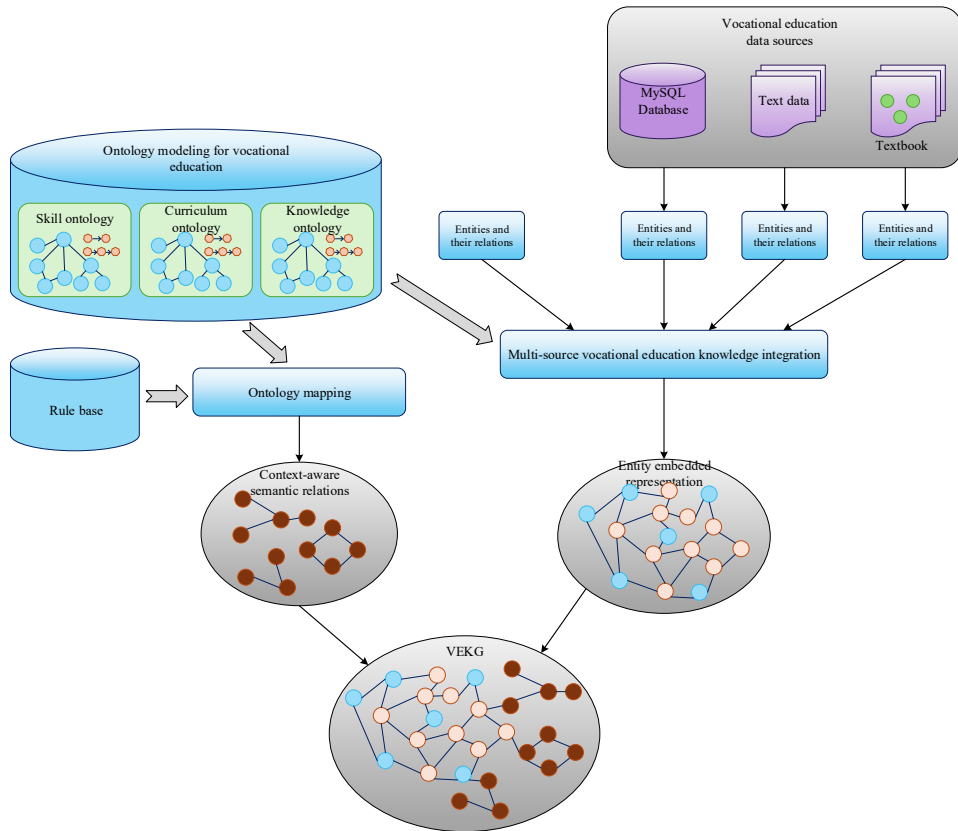 Vocational education
data sources
MySQL
Database
Text data
Textbook
Ontology modeling for vocational
education
Skill ontology
Curriculum
ontology
Knowledge
ontology
Entities and
their relations
Entities and
their relations
Entities and
their relations
Entities and
their relations
Multi-source vocational education knowledge integration
Rule base
Ontology mapping
Context-aware
semantic relations
Entity embedded
representation
VEKG